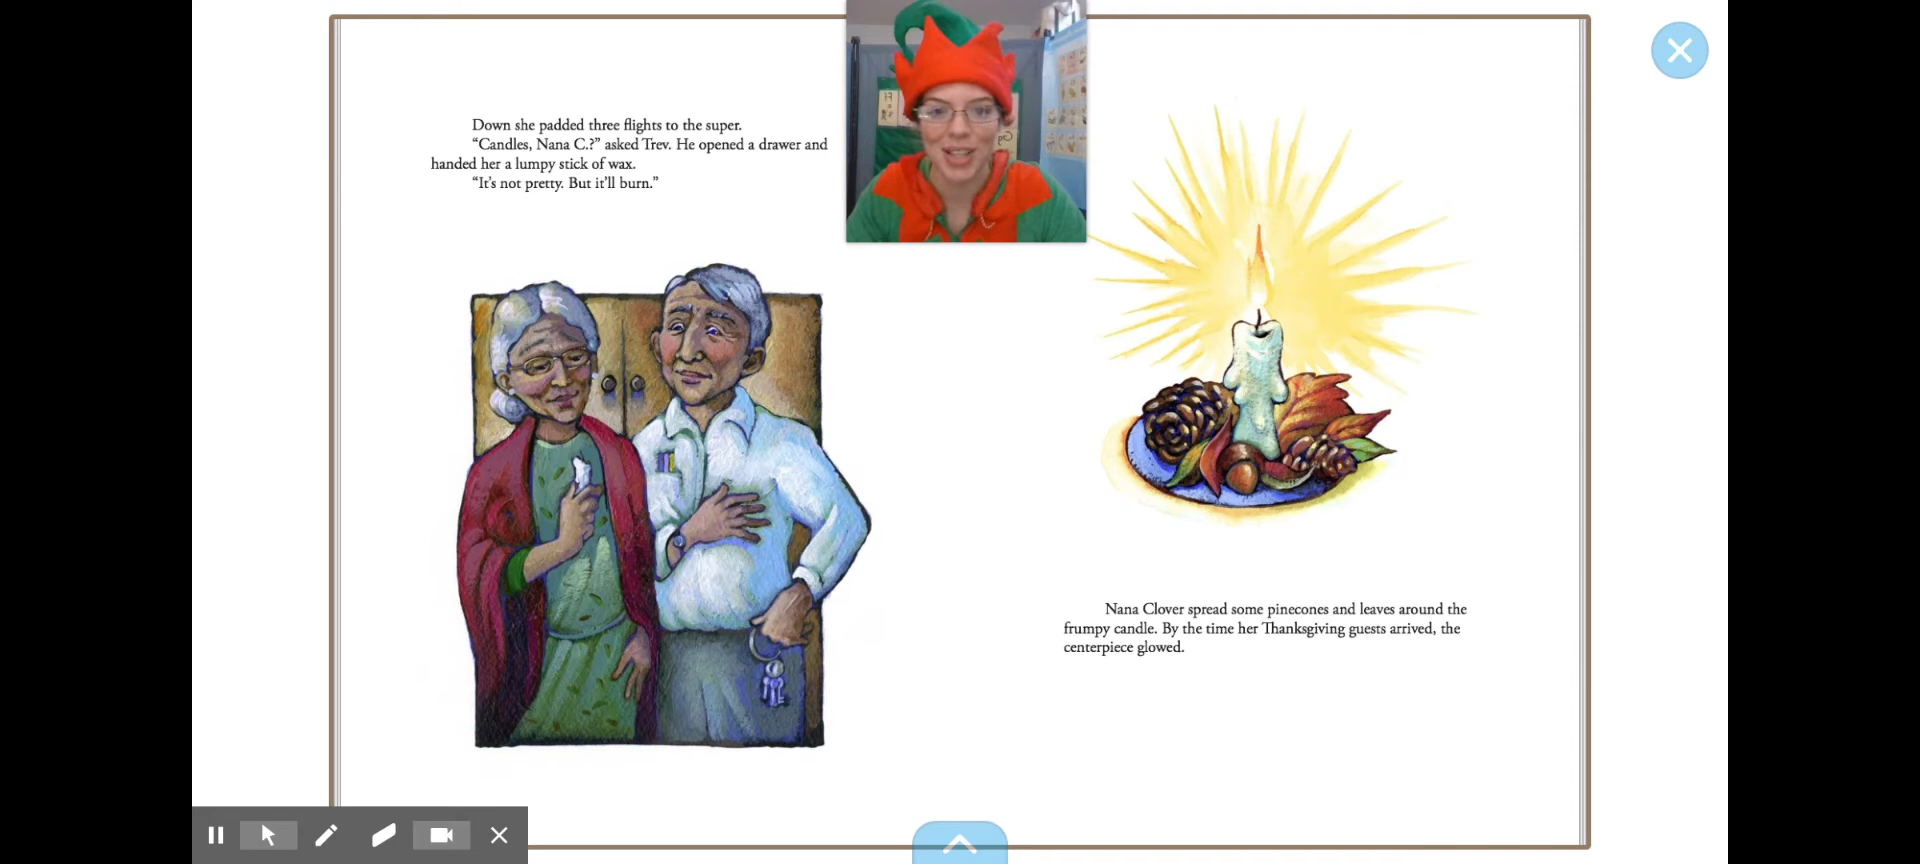 Down she padded three flights to the super.
“Candles, Nana C.?” asked Trev. He opened a drawer and
handed her a lumpy stick of wax.
“It’s not pretty. But it’ll burn.”
Nana Clover spread some pinecones and leaves around the
frumpy candle. By the time her Thanksgiving guests arrived, the
centerpiece glowed.